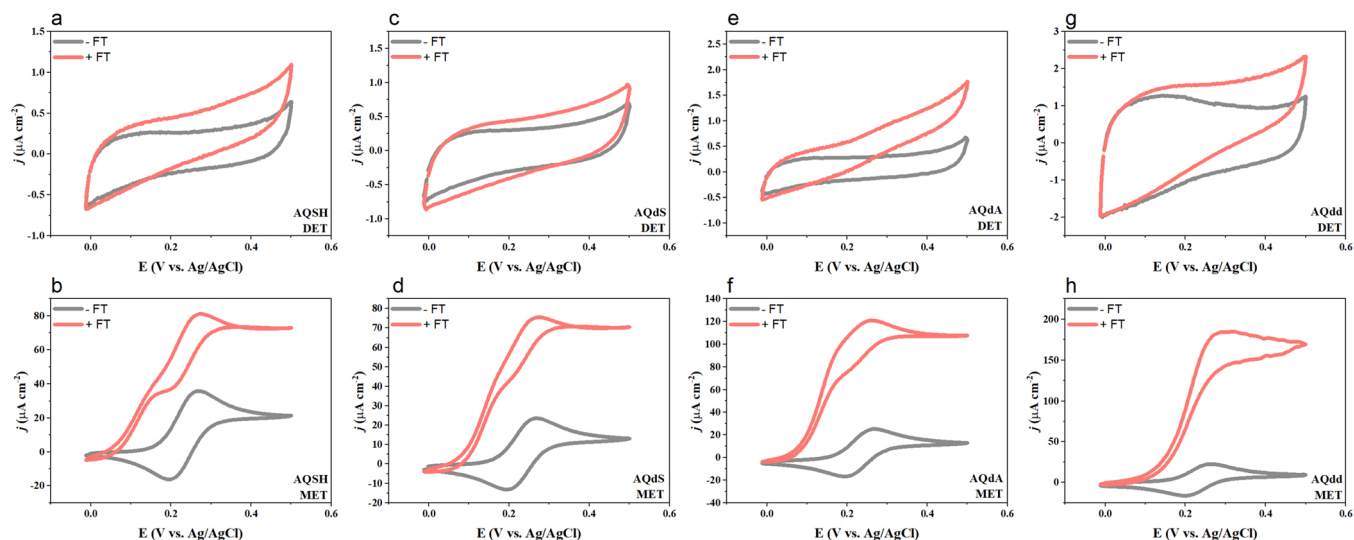 a
- FT
+ FT
j (μA cm⁻²)
1.5
1.0
0.5
0.0
-0.5
-1.0
0.0
0.2
0.4
0.6
AQSH
DET
E (V vs. Ag/AgCl)
c
- FT
+ FT
j (μA cm⁻²)
1.5
1.0
0.5
0.0
-0.5
-1.0
0.0
0.2
0.4
0.6
AQdS
DET
E (V vs. Ag/AgCl)
e
- FT
+ FT
j (μA cm⁻²)
2.5
2.0
1.5
1.0
0.5
0.0
-0.5
-1.0
0.0
0.2
0.4
0.6
AQdA
DET
E (V vs. Ag/AgCl)
g
- FT
+ FT
j (μA cm⁻²)
3
2
1
0
-1
-2
0.0
0.2
0.4
0.6
AQdd
DET
E (V vs. Ag/AgCl)
b
- FT
+ FT
j (μA cm⁻²)
80
60
40
20
0
-20
0.0
0.2
0.4
0.6
AQSH
MET
E (V vs. Ag/AgCl)
d
- FT
+ FT
j (μA cm⁻²)
90
80
70
60
50
40
30
20
10
0
-10
-20
0.0
0.2
0.4
0.6
AQdS
MET
E (V vs. Ag/AgCl)
f
- FT
+ FT
j (μA cm⁻²)
140
120
100
80
60
40
20
0
-20
-40
0.0
0.2
0.4
0.6
AQdA
MET
E (V vs. Ag/AgCl)
h
- FT
+ FT
j (μA cm⁻²)
200
150
100
50
0
0.0
0.2
0.4
0.6
AQdd
MET
E (V vs. Ag/AgCl)